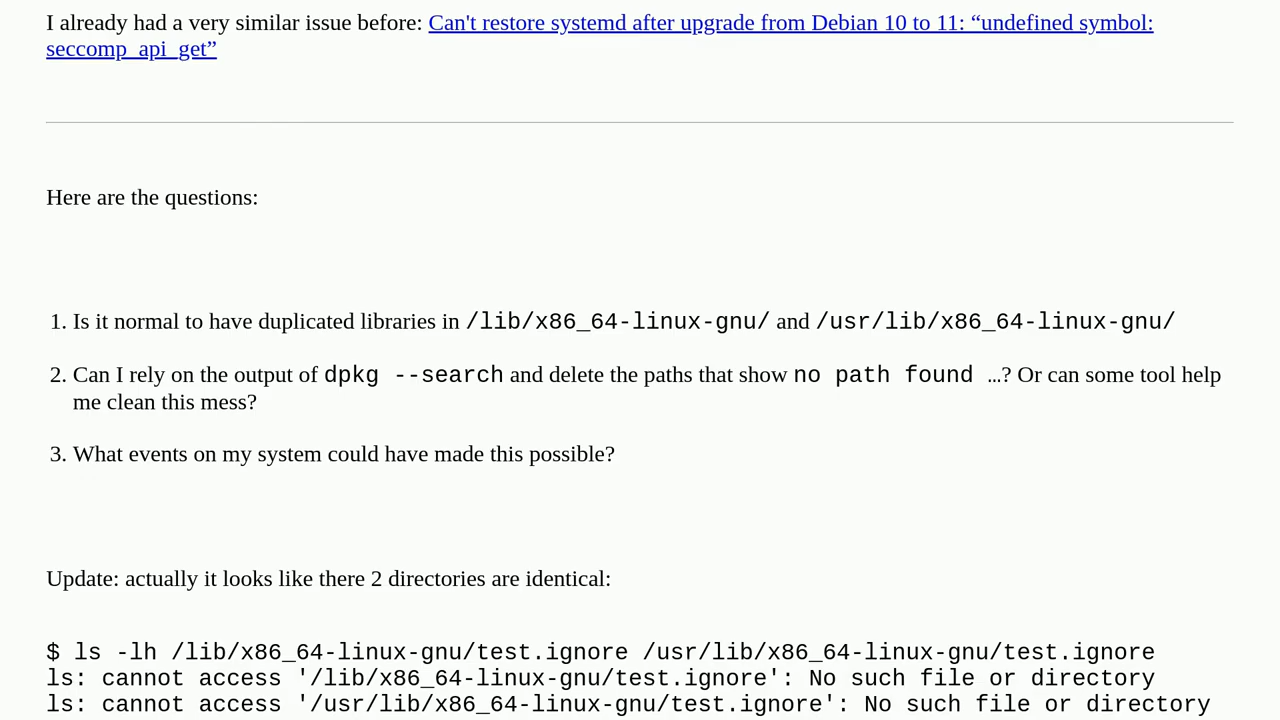 I already had a very similar issue before: Can't restore systemd after upgrade from Debian 10 to 11: “undefined symbol:
seccomp_api_get”
Here are the questions:
1. Is it normal to have duplicated libraries in /lib/x86_64-linux-gnu/ and /usr/lib/x86_64-linux-gnu/
2. Can I rely on the output of dpkg --search and delete the paths that show no path found ...? Or can some tool help
me clean this mess?
3. What events on my system could have made this possible?
Update: actually it looks like there 2 directories are identical:
$ ls -lh /lib/x86_64-linux-gnu/test.ignore /usr/lib/x86_64-linux-gnu/test.ignore
ls: cannot access '/lib/x86_64-linux-gnu/test.ignore': No such file or directory
ls: cannot access '/usr/lib/x86_64-linux-gnu/test.ignore': No such file or directory